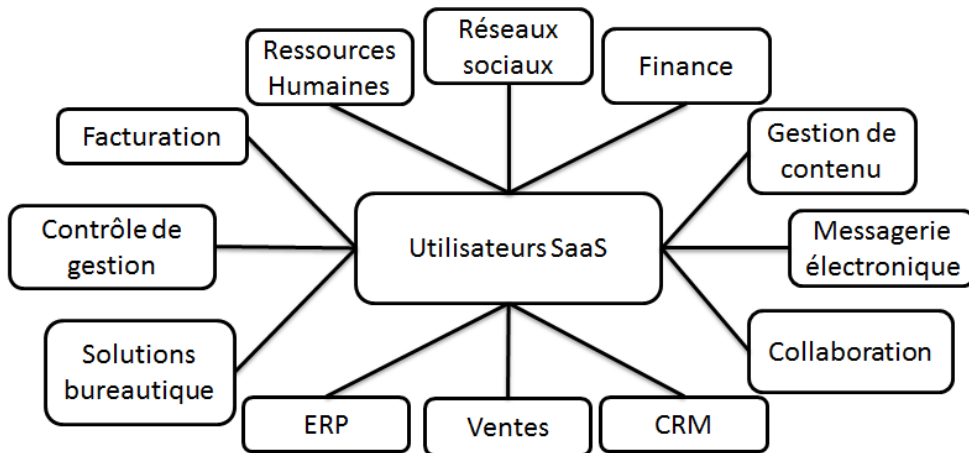 Ressources
Humaines
Réseaux
sociaux
Finance
Facturation
Gestion de
contenu
Contrôle de
gestion
Utilisateurs SaaS
Messagerie
électronique
Solutions
bureautique
Collaboration
ERP
Ventes
CRM